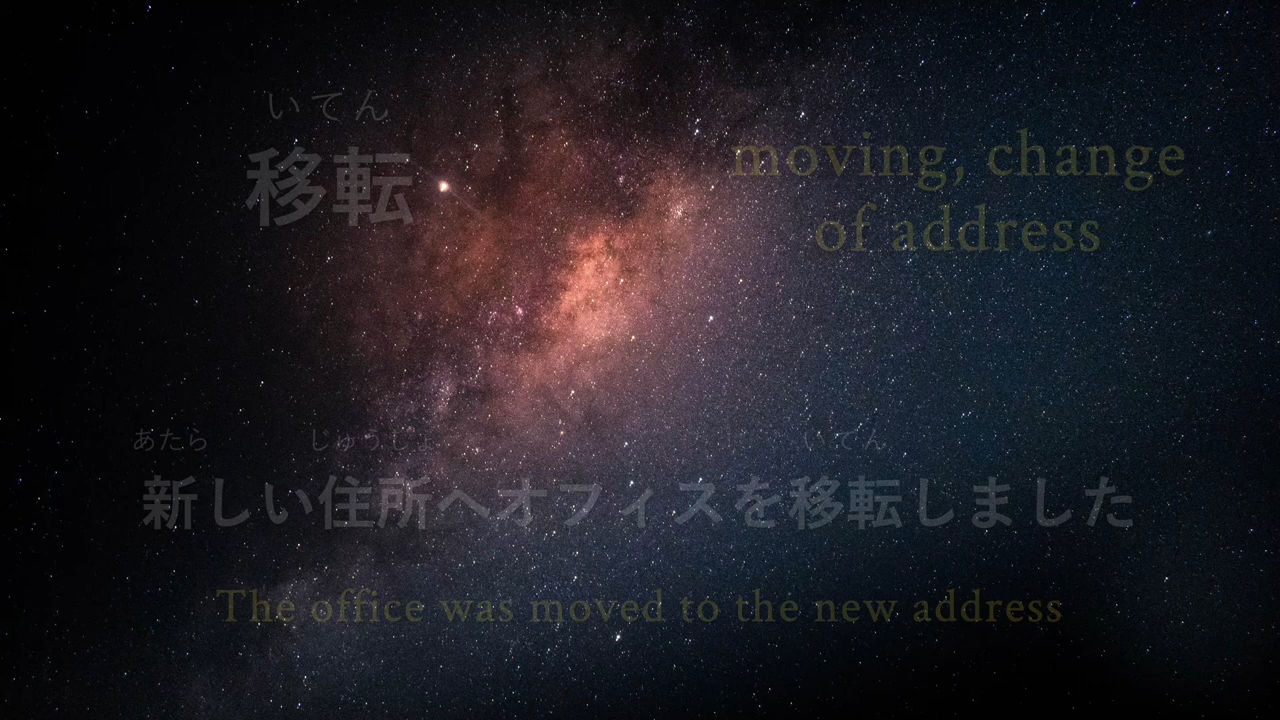 いてん
移転
moving, change
of address
あたら じゅうしょ いてん
新しい住所へオフィスを移転しました
The office was moved to the new address